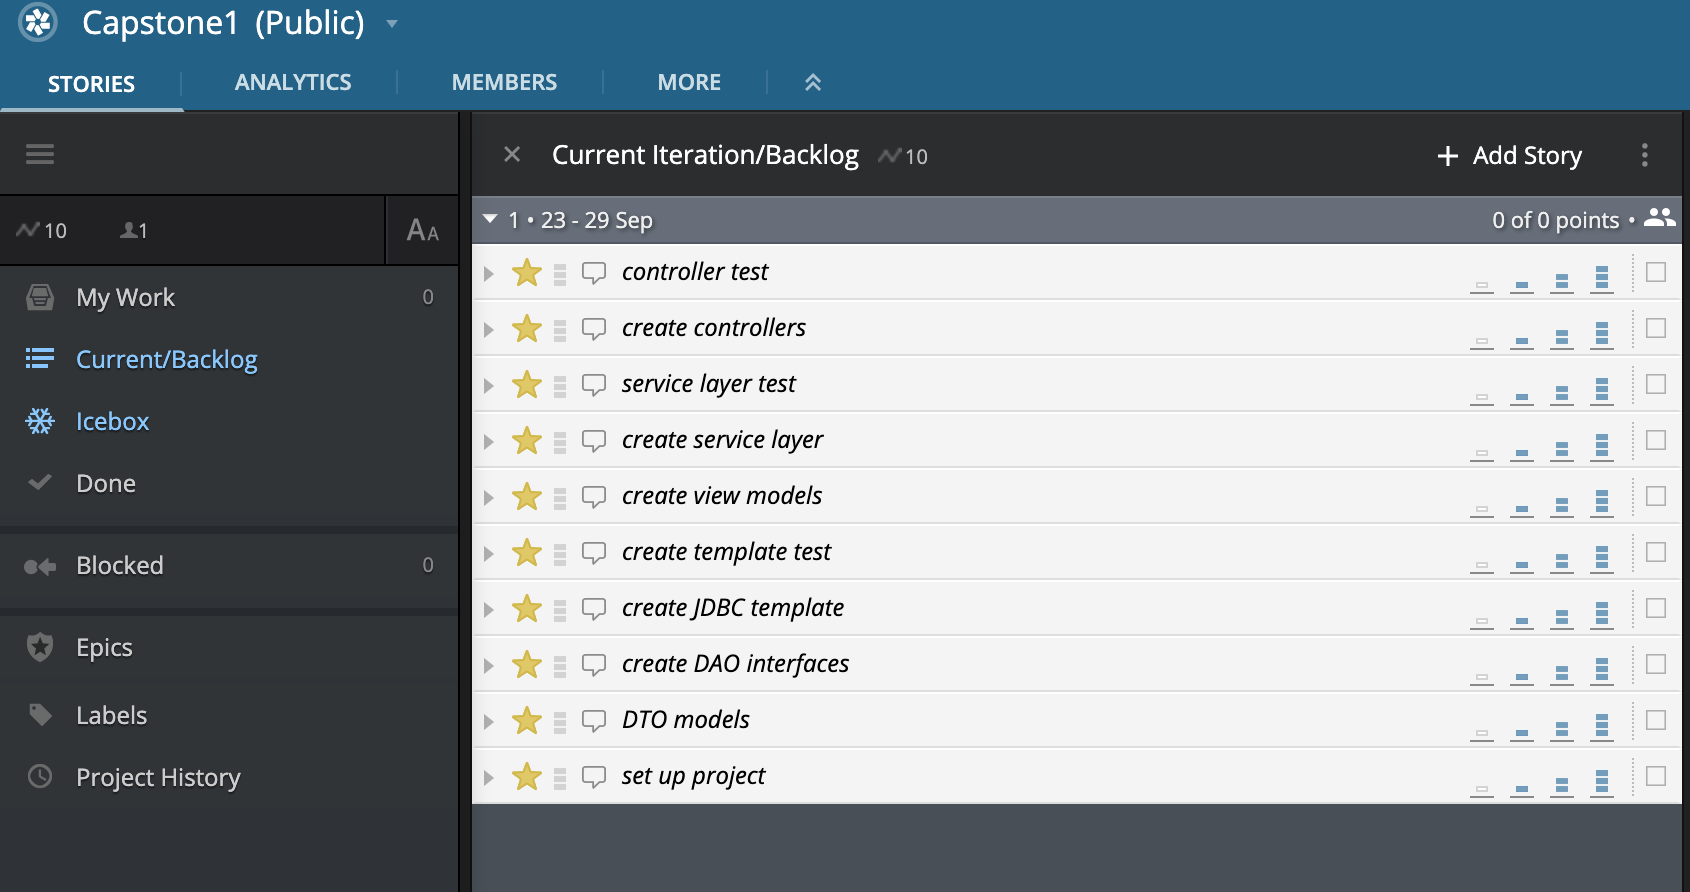 Capstone1 (Public)
STORIES ANALYTICS MEMBERS MORE
Current Iteration/Backlog 10 + Add Story
10 1 AA
1 • 23 - 29 Sep 0 of 0 points •
My Work 0
Current/Backlog
Icebox
Done
Blocked 0
Epics
Labels
Project History
controller test
create controllers
service layer test
create service layer
create view models
create template test
create JDBC template
create DAO interfaces
DTO models
set up project